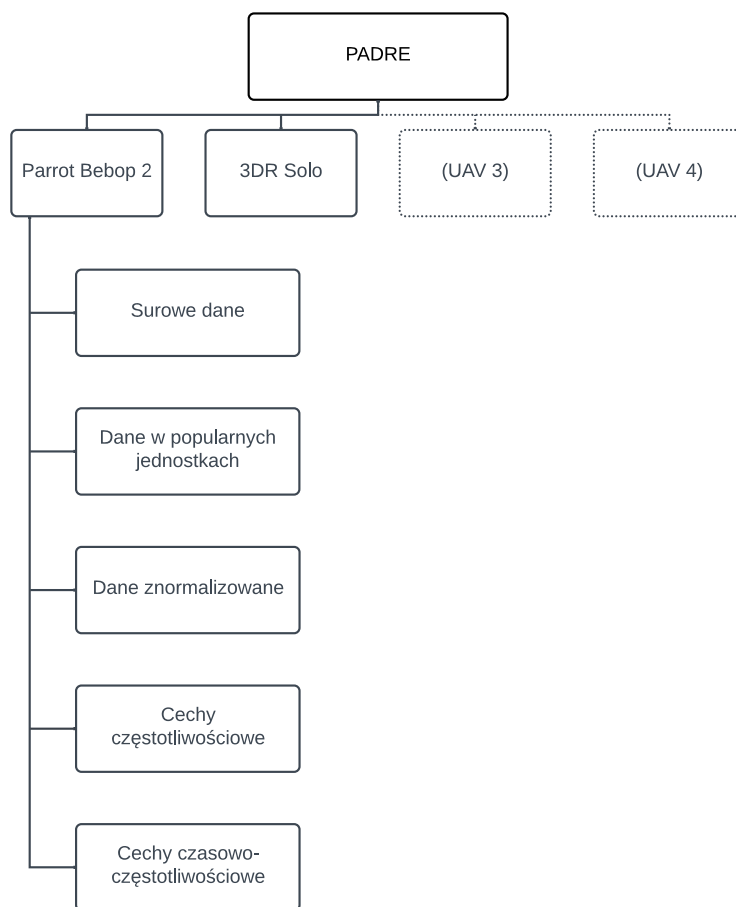 PADRE
Parrot Bebop 2
3DR Solo
(UAV 3)
(UAV 4)
Surowe dane
Dane w popularnych
jednostkach
Dane znormalizowane
Cechy
częstotliwościowe
Cechy czasowo-
częstotliwościowe